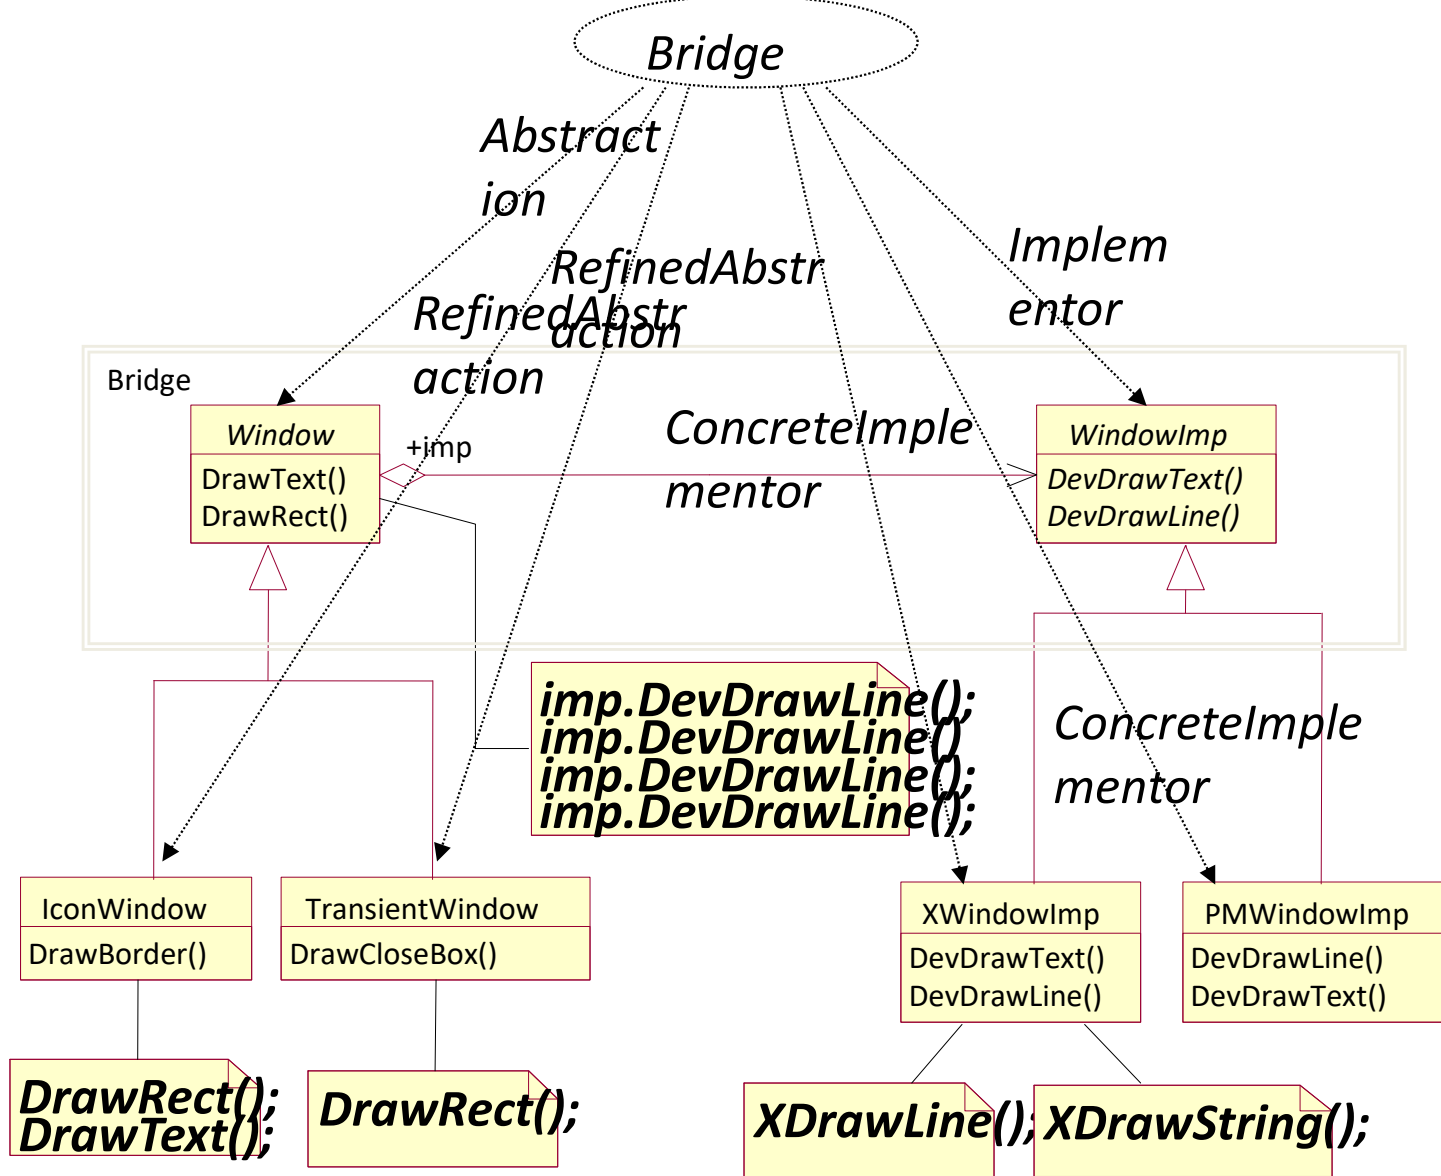 Bridge
Abstract
ion
RefinedAbstr
action
RefinedAbstr
action
Implem
entor
Bridge
Window
DrawText()
DrawRect()
+imp
ConcreteImple
mentor
WindowImp
DevDrawText()
DevDrawLine()
imp.DevDrawLine();
imp.DevDrawLine()
imp.DevDrawLine();
imp.DevDrawLine();
ConcreteImple
mentor
IconWindow
DrawBorder()
TransientWindow
DrawCloseBox()
XWindowImp
DevDrawText()
DevDrawLine()
PMWindowImp
DevDrawLine()
DevDrawText()
DrawRect();
DrawText();
DrawRect();
XDrawLine();
XDrawString();